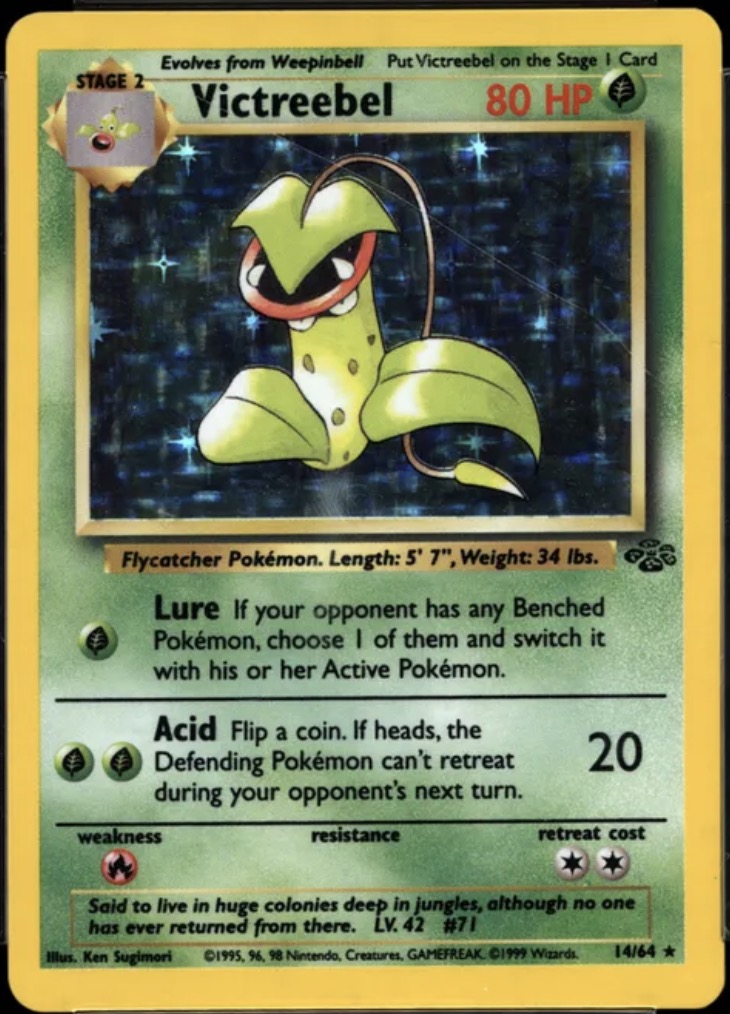 Evolves from Weepinbell Put Victreebel on the Stage 1 Card
STAGE 2
Victreebel 80 HP
Flycatcher Pokémon. Length: 5' 7", Weight: 34 lbs.
Lure If your opponent has any Benched
Pokémon, choose 1 of them and switch it
with his or her Active Pokémon.
Acid Flip a coin. If heads, the
Defending Pokémon can't retreat
during your opponent's next turn.
20
weakness resistance retreat cost
Said to live in huge colonies deep in jungles, although no one
has ever returned from there. LV. 42 #71
Illus. Ken Sugimori ©1995, 96, 98 Nintendo, Creatures, GAMEFREAK. ©1999 Wizards. 14/64 ★